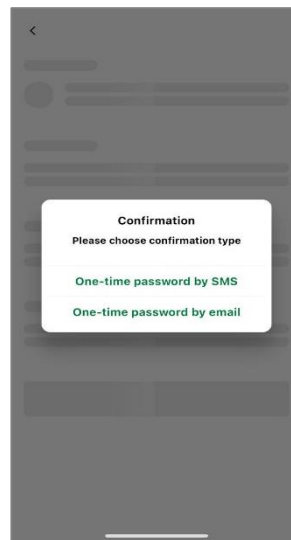 Confirmation
Please choose confirmation type
One-time password by SMS
One-time password by email